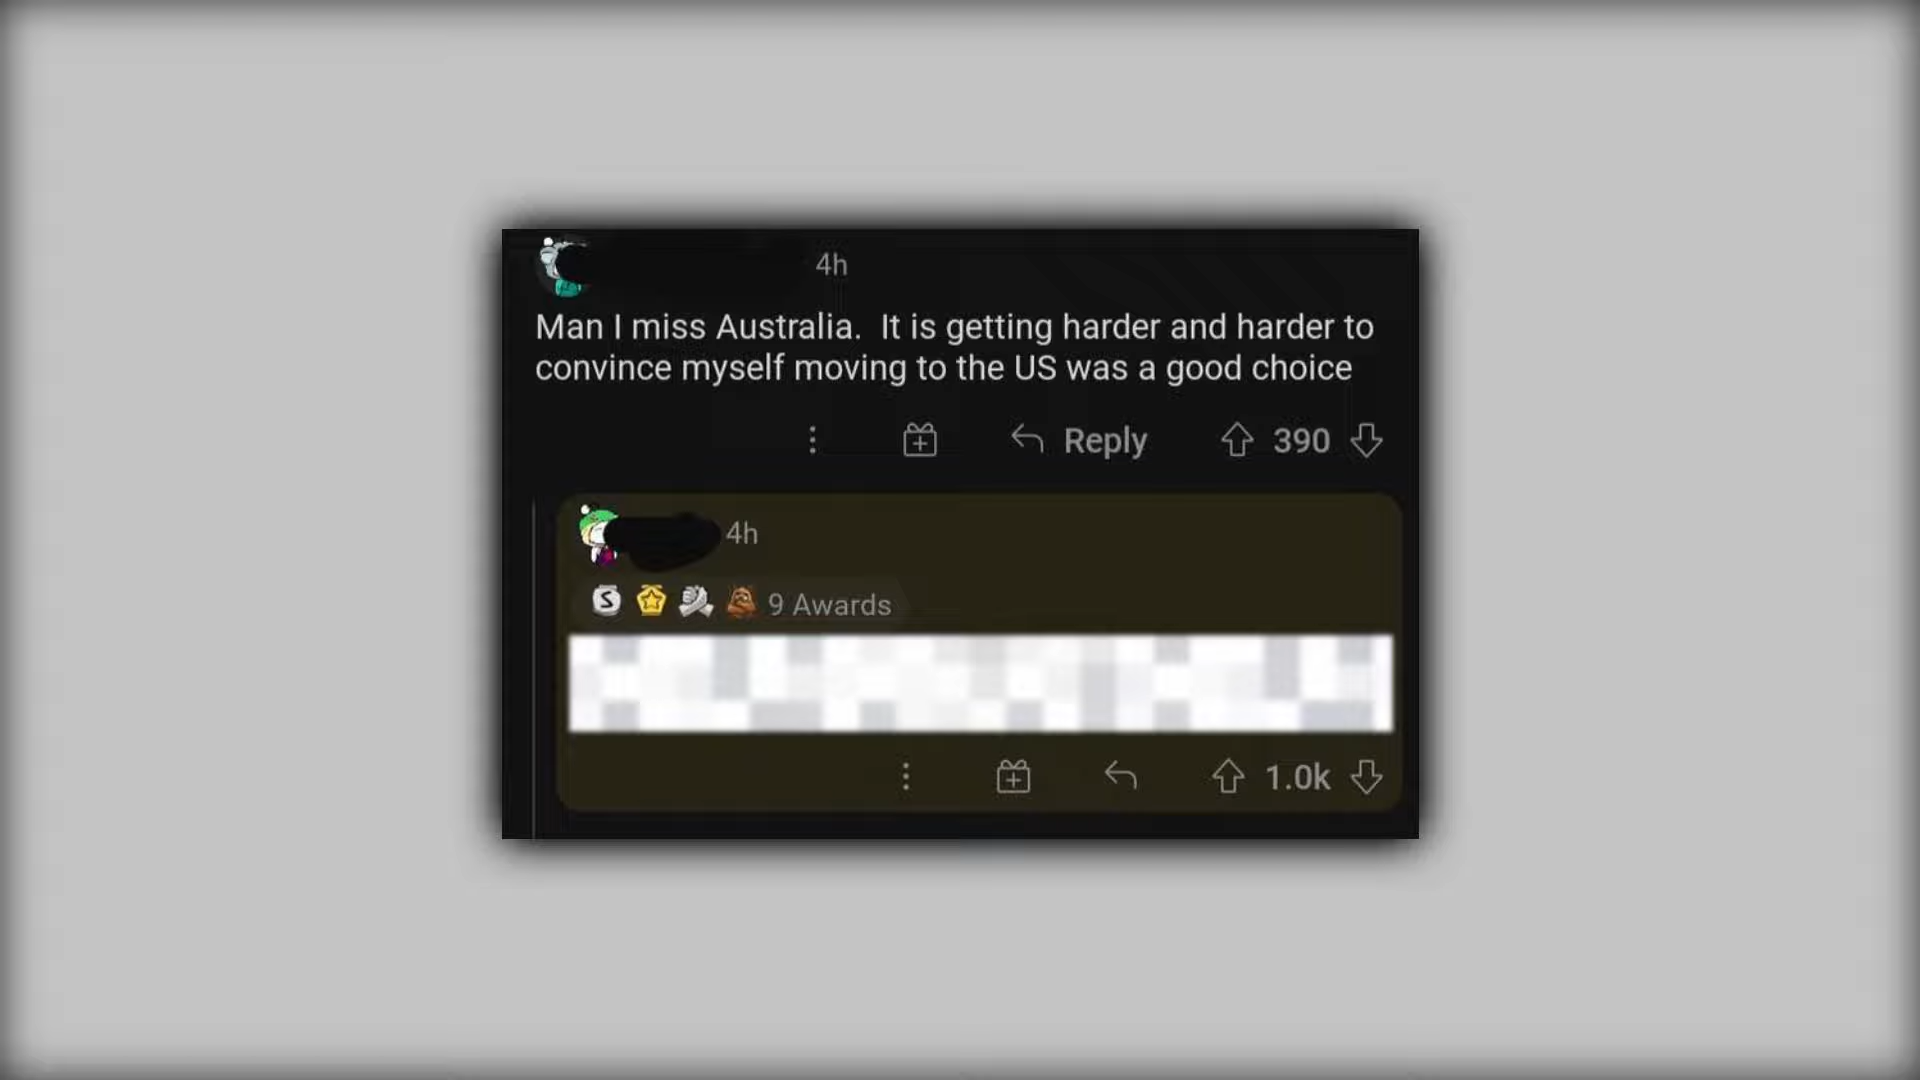 4h
Man I miss Australia. It is getting harder and harder to
convince myself moving to the US was a good choice
Reply 390
4h
S 9 Awards
1.0k